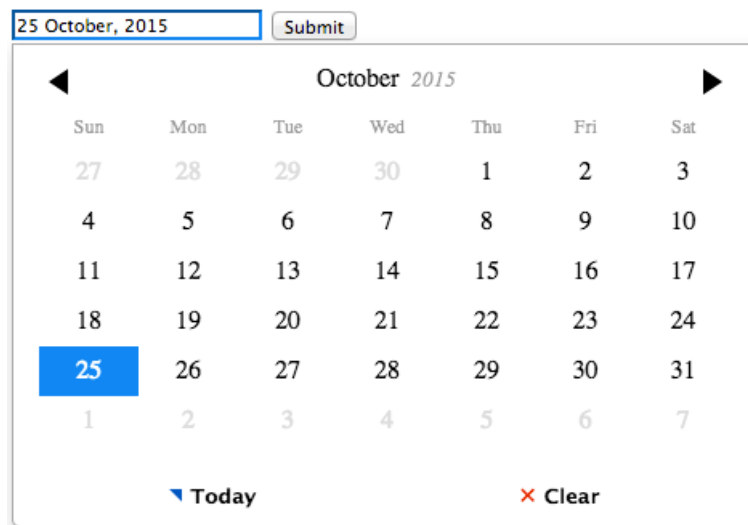 25 October, 2015 Submit
October 2015
Sun Mon Tue Wed Thu Fri Sat
27 28 29 30 1 2 3
4 5 6 7 8 9 10
11 12 13 14 15 16 17
18 19 20 21 22 23 24
25 26 27 28 29 30 31
1 2 3 4 5 6 7
Today Clear